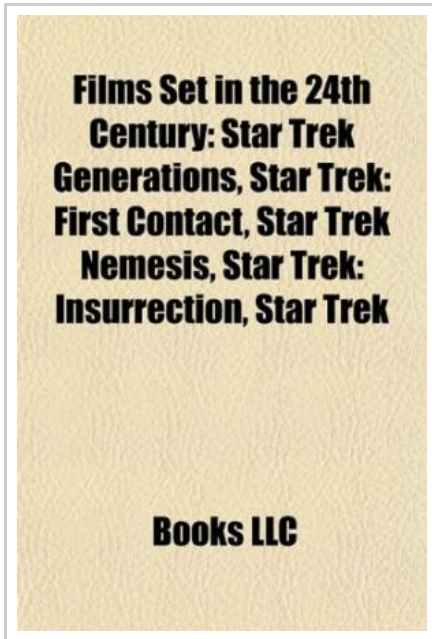 Films Set in the 24th
Century: Star Trek
Generations, Star Trek:
First Contact, Star Trek
Nemesis, Star Trek:
Insurrection, Star Trek
Books LLC